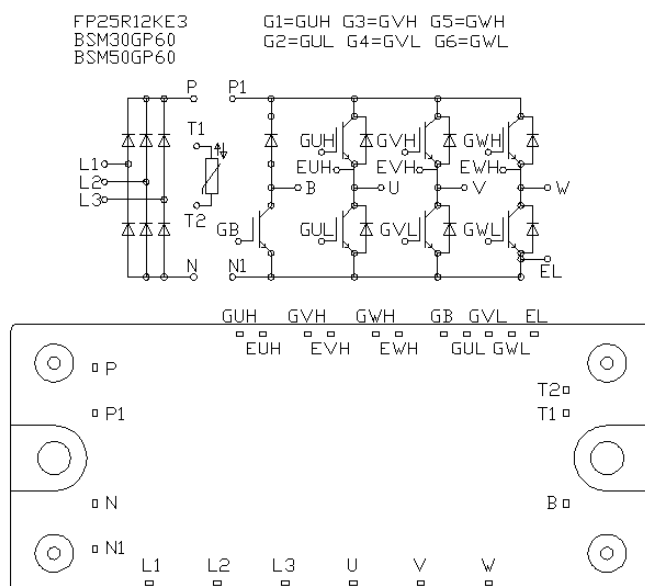 FP25R12KE3 G1=GUH G3=GVH G5=GWH
BSM30GP60 G2=GUL G4=GVL G6=GWL
BSM50GP60
P P1
T1
GUH GVH GWH
L1 EUH EVH EWH
L2 B U V W
L3
T2
GB GUL GVL GWL
N N1 EL
GUH GVH GWH GB GVL EL
EUH EVH EWH GUL GWL
P
T2
P1 T1
N B
N1
L1 L2 L3 U V W